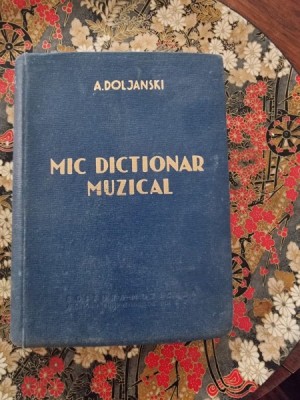 A. DOLJANSKI
MIC DICTIONAR
MUZICAL